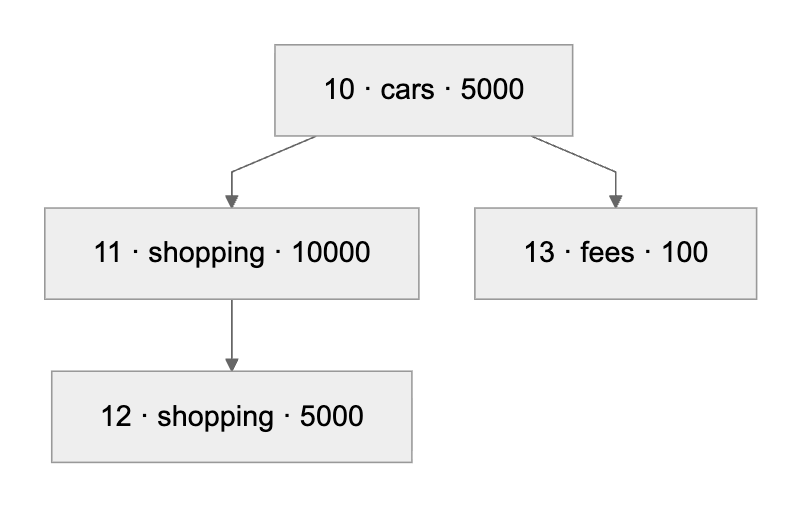 10 · cars · 5000
11 · shopping · 10000
13 · fees · 100
12 · shopping · 5000